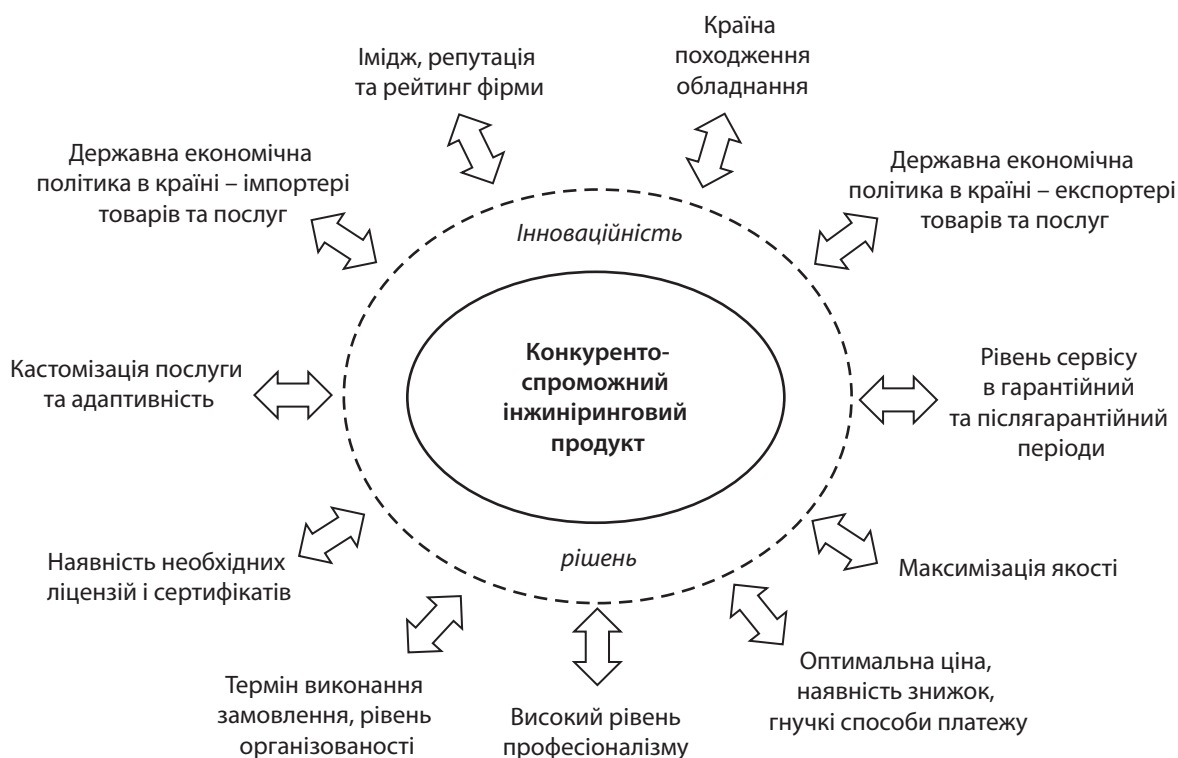 Імідж, репутація
та рейтинг фірми
Країна
походження
обладнання
Державна економічна
політика в країні – імпортері
товарів та послуг
Державна економічна
політика в країні – експортері
товарів та послуг
Інноваційність
Кастомізація послуги
та адаптивність
Конкуренто-
спроможний
інжиніринговий
продукт
Рівень сервісу
в гарантійний
та післягарантійний
періоди
Наявність необхідних
ліцензій і сертифікатів
рішень
Максимізація якості
Термін виконання
замовлення, рівень
організованості
Високий рівень
професіоналізму
Оптимальна ціна,
наявність знижок,
гнучкі способи платежу